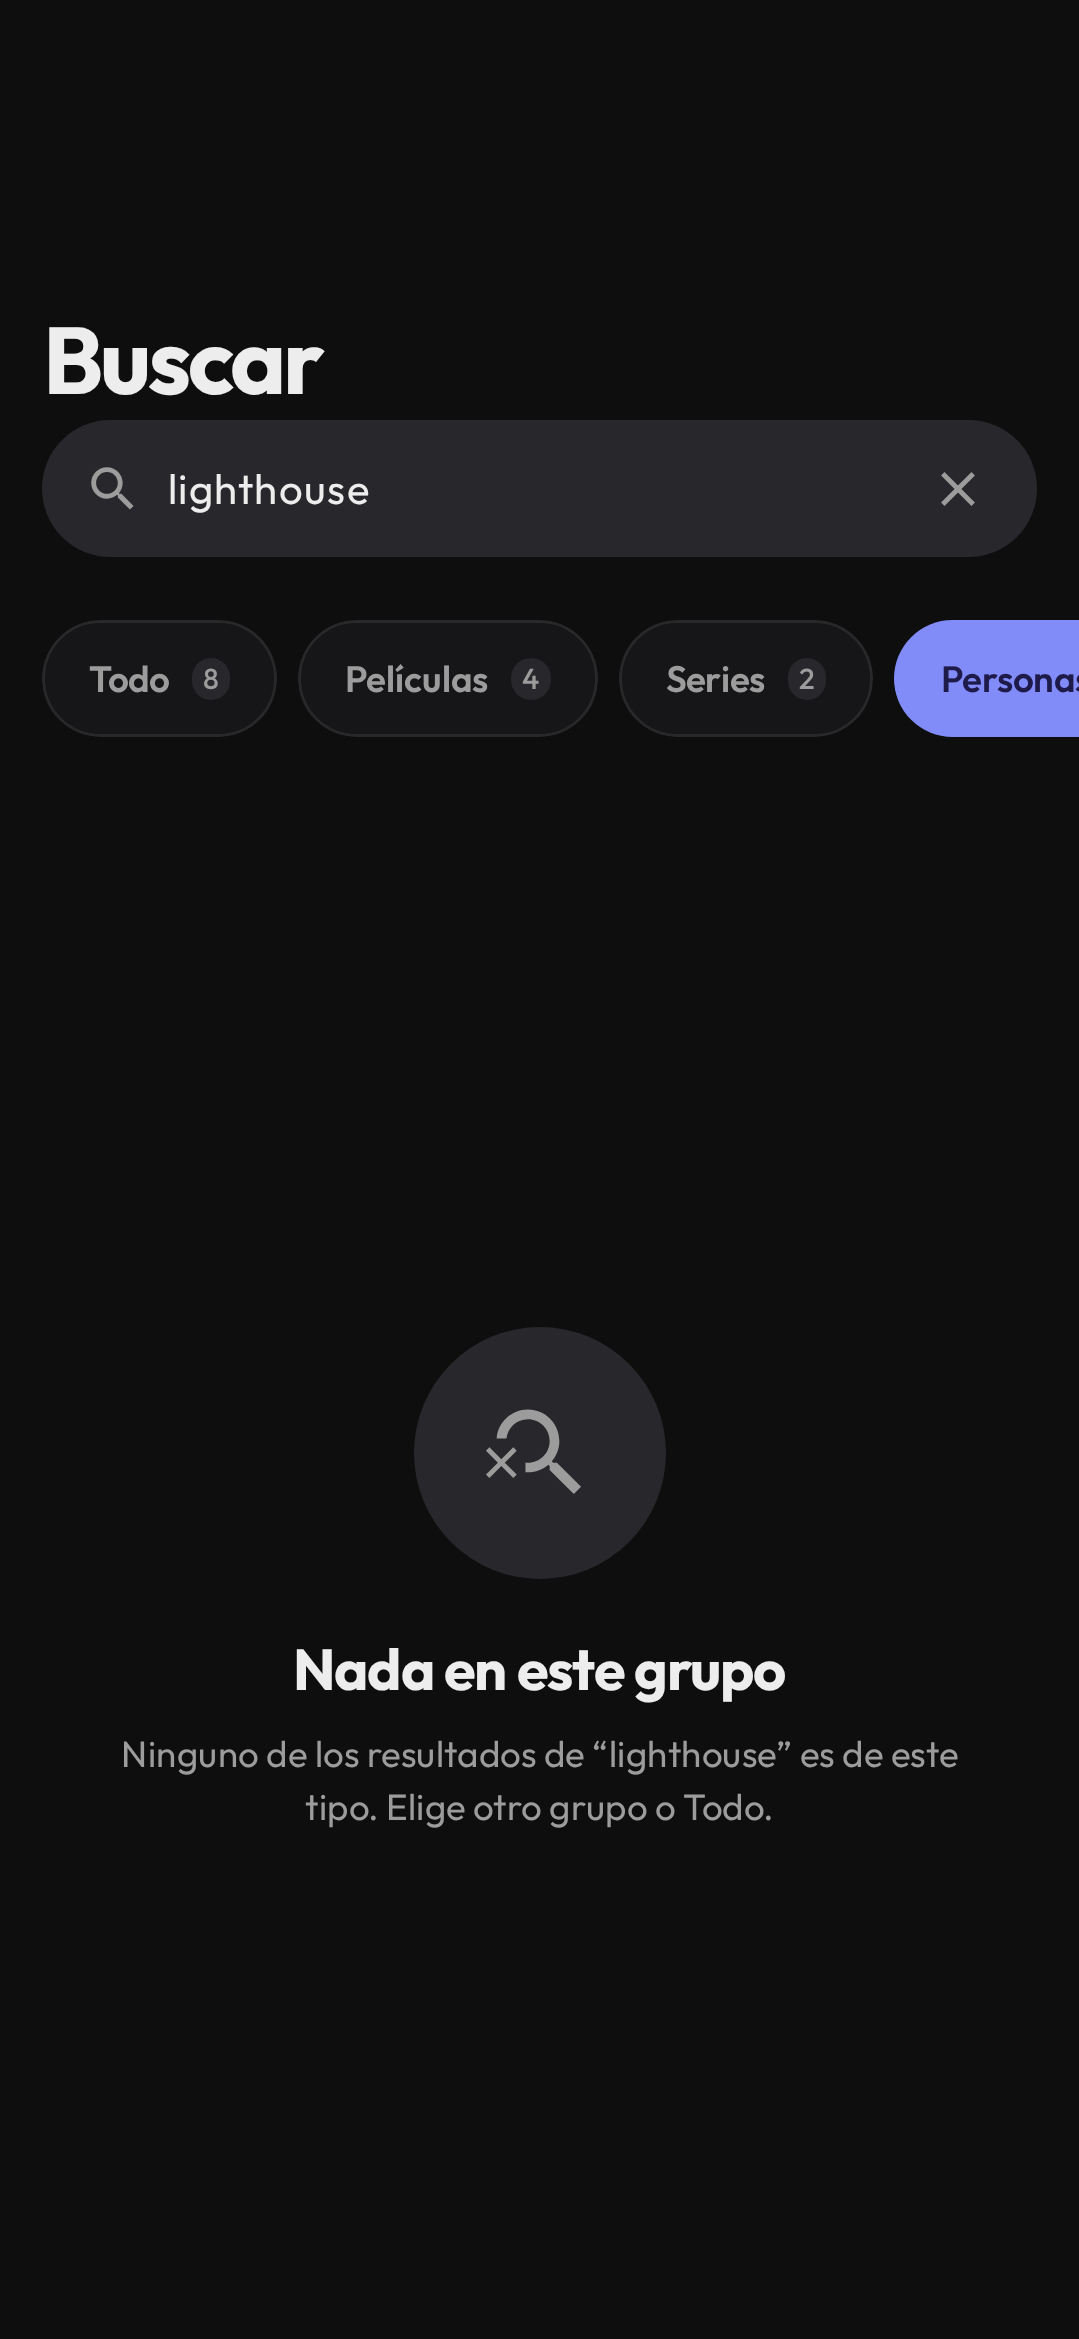 Buscar
lighthouse
Todo 8 Películas 4 Series 2 Personas
Nada en este grupo
Ninguno de los resultados de “lighthouse” es de este
tipo. Elige otro grupo o Todo.